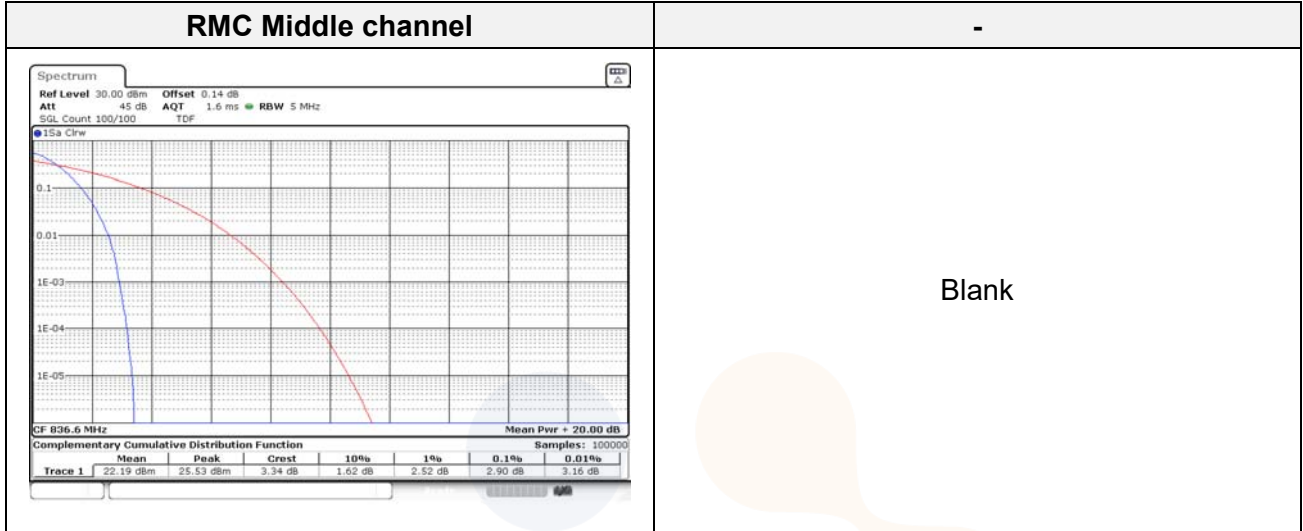 RMC Middle channel
-
Spectrum
Ref Level 30.00 dBm Offset 0.14 dB
Att 45 dB AQT 1.6 ms RBW 5 MHz
SGL Count 100/100 TDF
1Sa Clrw
0.1
0.01
1E-03
1E-04
1E-05
CF 836.6 MHz Mean Pwr + 20.00 dB
Complementary Cumulative Distribution Function Samples: 100000
Mean Peak Crest 10% 1% 0.1% 0.01%
Trace 1 22.19 dBm 25.53 dBm 3.34 dB 1.62 dB 2.52 dB 2.90 dB 3.16 dB
Blank